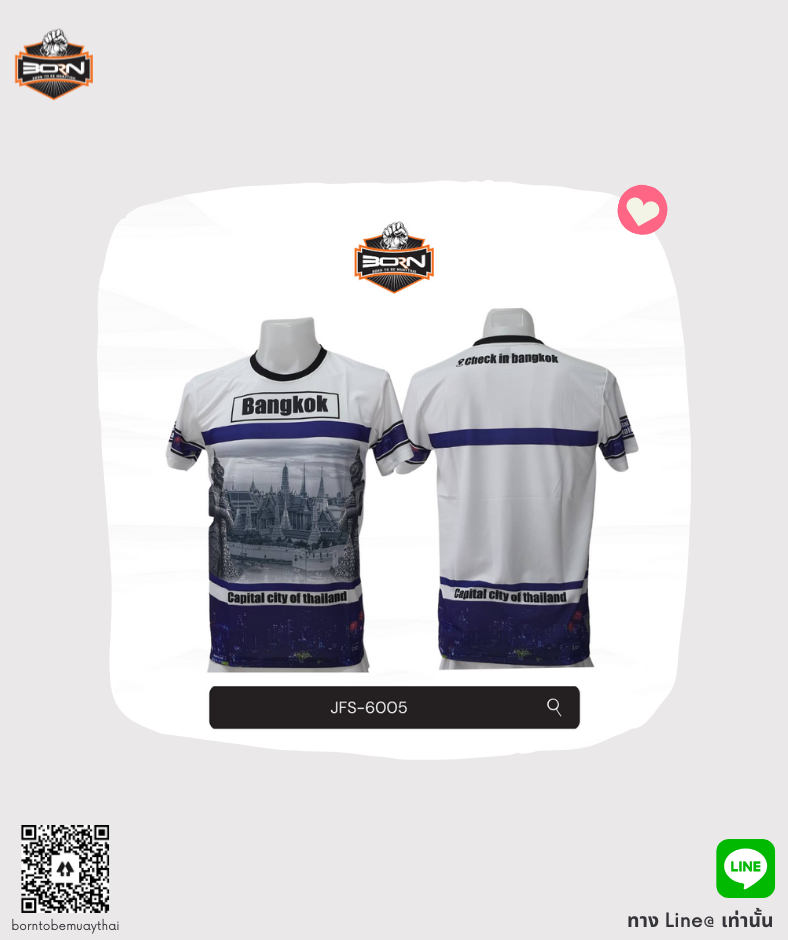 BORN
BORN TO BE MUAYTHAI
BORN
BORN TO BE MUAYTHAI
Check in bangkok
Bangkok
Capital city of thailand
Capital city of thailand
JFS-6005
LINE
borntobemuaythai
ทาง Line@ เท่านั้น